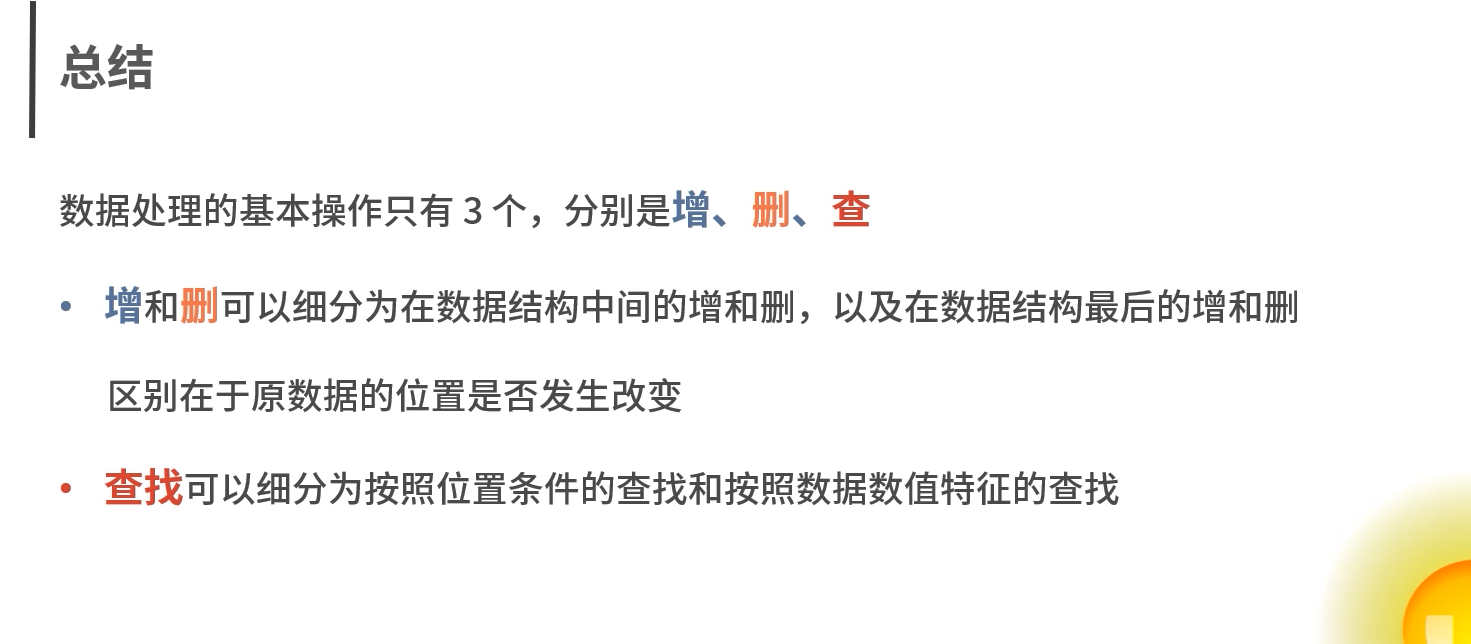 总结
数据处理的基本操作只有 3 个，分别是增、删、查
• 增和删可以细分为在数据结构中间的增和删，以及在数据结构最后的增和删
区别在于原数据的位置是否发生改变
• 查找可以细分为按照位置条件的查找和按照数据数值特征的查找